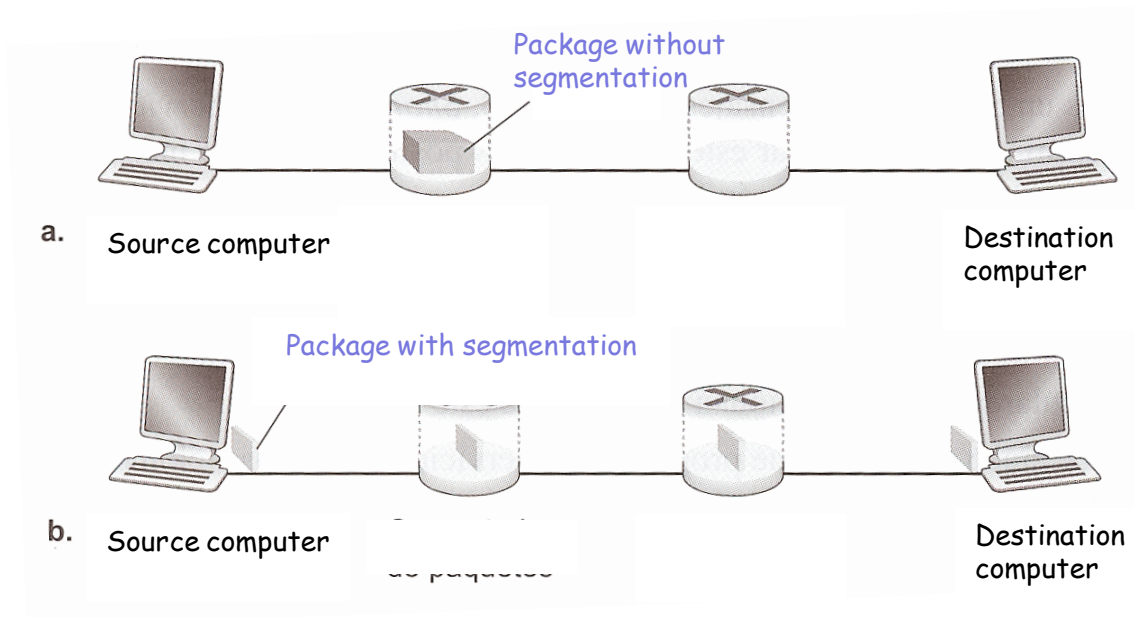 Package without
segmentation
a.
Source computer
Destination
computer
Package with segmentation
b.
Source computer
Destination
computer